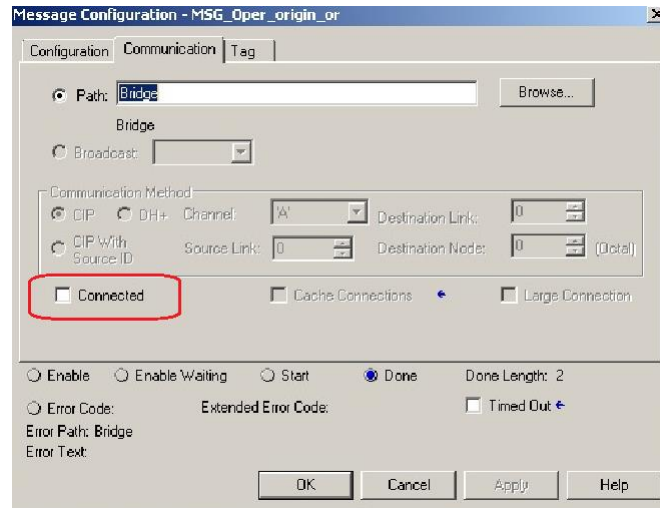 Message Configuration - MSG_Oper_origin_or
Configuration Communication Tag
Path: Bridge Browse...
Bridge
Broadcast:
Communication Method
CIP DH+ Channel: 'A' Destination Link: 0
CIP With Source ID Source Link: 0 Destination Node: 0 (Octal)
Connected Cache Connections Large Connection
Enable Enable Waiting Start Done Done Length: 2
Error Code: Extended Error Code: Timed Out
Error Path: Bridge
Error Text:
OK Cancel Apply Help